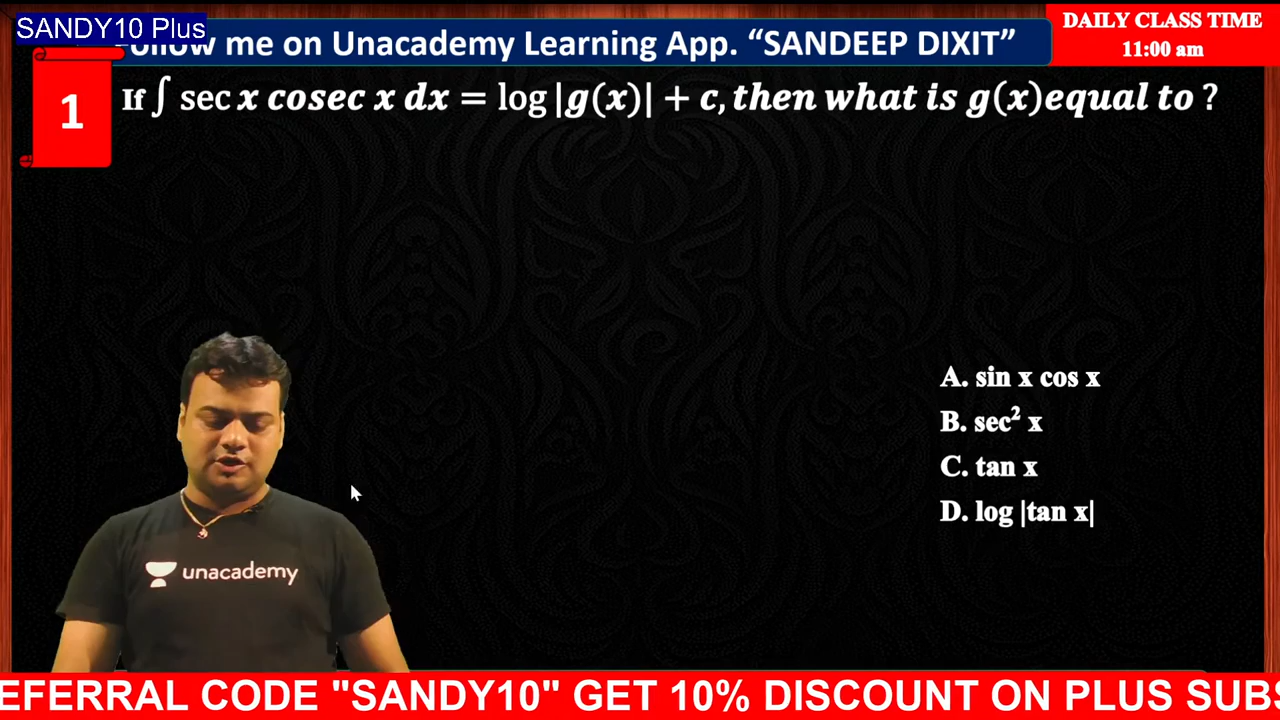 SANDY10 Plus
follow me on Unacademy Learning App. “SANDEEP DIXIT”
DAILY CLASS TIME
11:00 am
1
If ∫ sec x cosec x dx = log |g(x)| + c, then what is g(x)equal to ?
A. sin x cos x
B. sec² x
C. tan x
D. log |tan x|
unacademy
EFERRAL CODE "SANDY10" GET 10% DISCOUNT ON PLUS SUBS